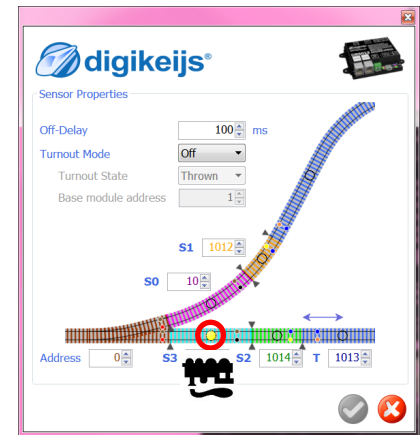 digikeijs®
Sensor Properties
Off-Delay 100 ms
Turnout Mode Off
Turnout State Thrown
Base module address 1
S1 1012
S0 10
Address 0 S3 S2 1014 T 1013